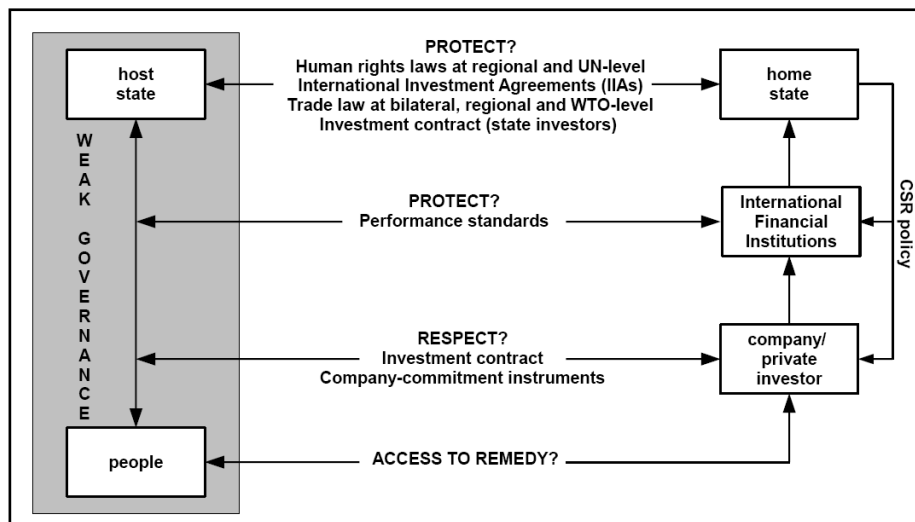 PROTECT?
Human rights laws at regional and UN-level
International Investment Agreements (IIAs)
Trade law at bilateral, regional and WTO-level
Investment contract (state investors)
host
state
home
state
WEAK GOVERNANCE
PROTECT?
Performance standards
International
Financial
Institutions
CSR policy
RESPECT?
Investment contract
Company-commitment instruments
company/
private
investor
people
ACCESS TO REMEDY?